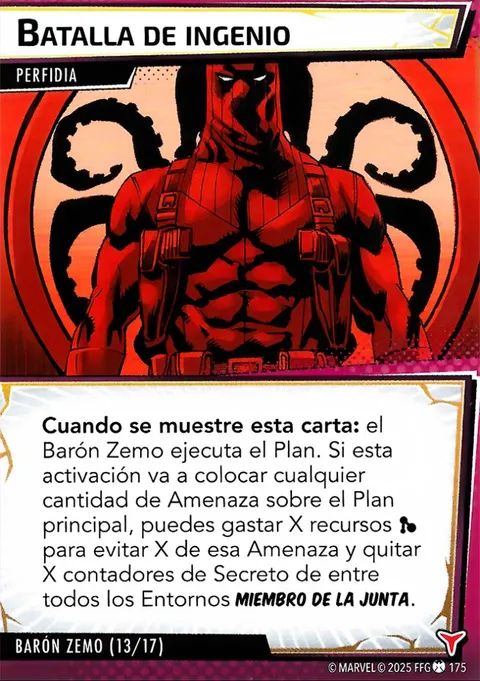 BATALLA DE INGENIO
PERFIDIA
Cuando se muestre esta carta: el
Barón Zemo ejecuta el Plan. Si esta
activación va a colocar cualquier
cantidad de Amenaza sobre el Plan
principal, puedes gastar X recursos
para evitar X de esa Amenaza y quitar
X contadores de Secreto de entre
todos los Entornos MIEMBRO DE LA JUNTA.
BARÓN ZEMO (13/17)
© MARVEL © 2025 FFG 175